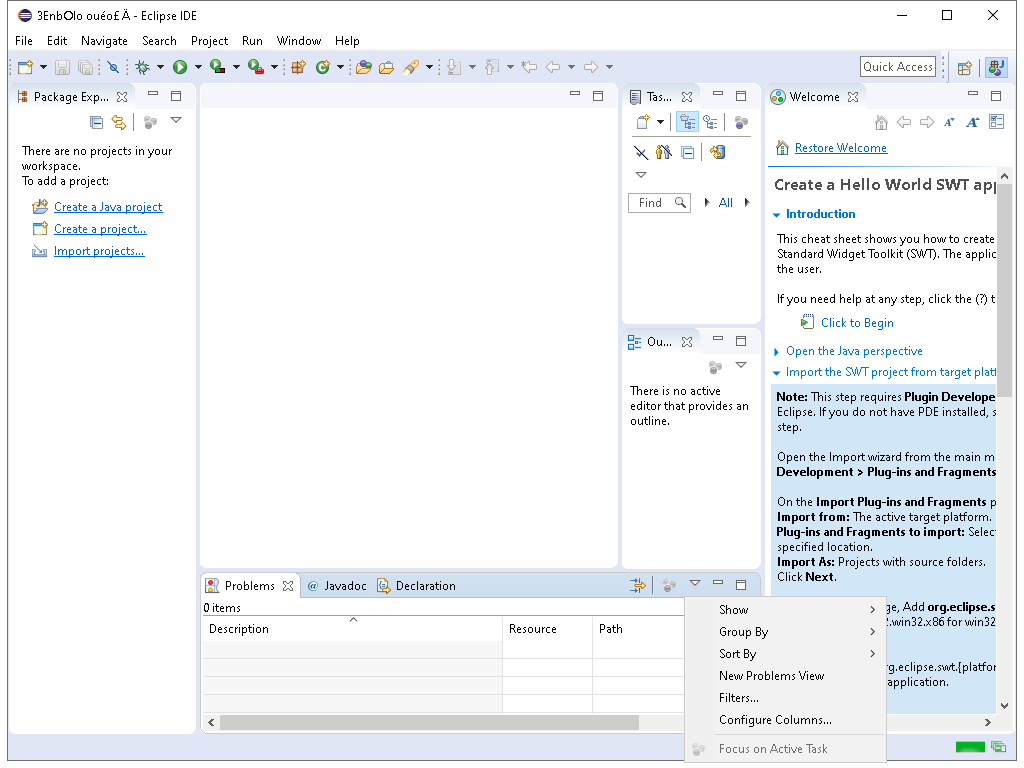 3EnbOlo ouéo£Ä - Eclipse IDE
File Edit Navigate Search Project Run Window Help
Quick Access
Package Exp...
There are no projects in your
workspace.
To add a project:
Create a Java project
Create a project...
Import projects...
Tas...
Find
All
Ou...
There is no active
editor that provides an
outline.
Welcome
Restore Welcome
Create a Hello World SWT app
Introduction
This cheat sheet shows you how to create
Standard Widget Toolkit (SWT). The applic
the user.
If you need help at any step, click the (?) t
Click to Begin
Open the Java perspective
Import the SWT project from target platf
Note: This step requires Plugin Develope
Eclipse. If you do not have PDE installed, s
step.
Open the Import wizard from the main m
Development > Plug-ins and Fragments
On the Import Plug-ins and Fragments p
Import from: The active target platform.
Plug-ins and Fragments to import: Selec
specified location.
Import As: Projects with source folders.
Click Next.
ge, Add org.eclipse.s
.win32.x86 for win32
rg.eclipse.swt.{platfor
application.
Problems @ Javadoc Declaration
0 items
Description Resource Path
Show
Group By
Sort By
New Problems View
Filters...
Configure Columns...
Focus on Active Task